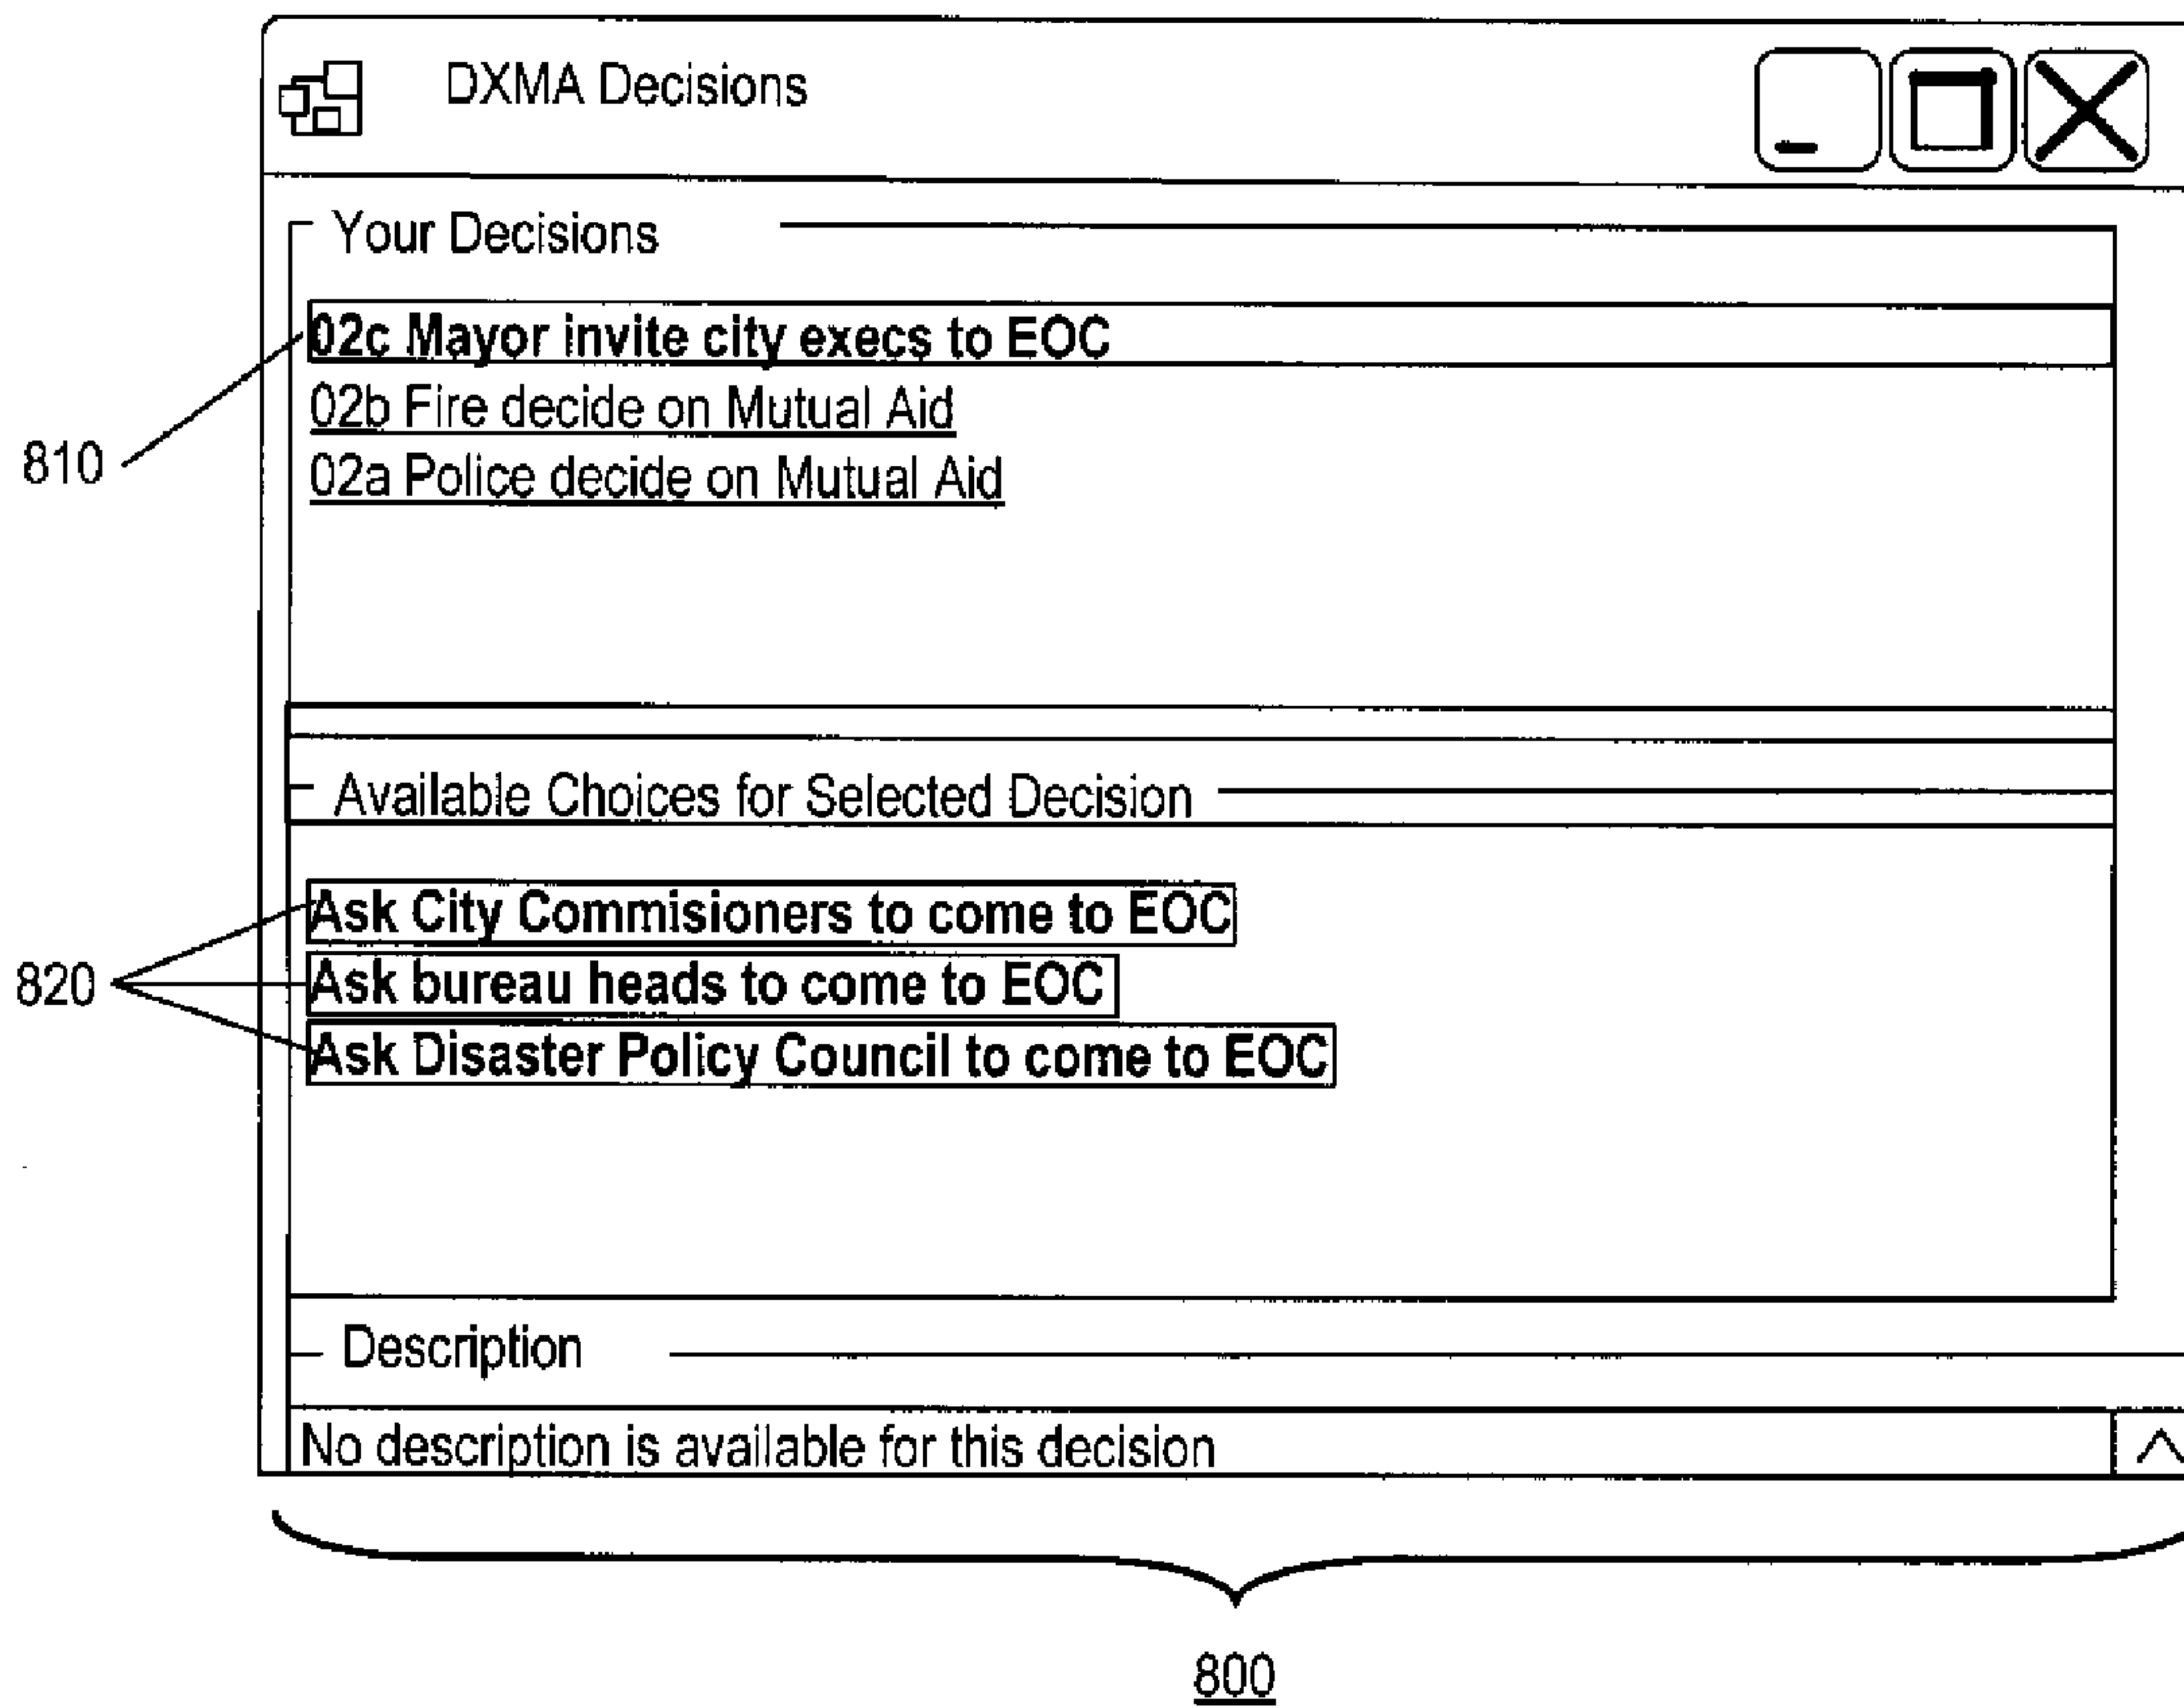 DXMA Decisions
Your Decisions
02c Mayor invite city execs to EOC
02b Fire decide on Mutual Aid
810
02a Police decide on Mutual Aid
Available Choices for Selected Decision
Ask City Commisioners to come to EOC
820
Ask bureau heads to come to EOC
Ask Disaster Policy Council to come to EOC
Description
No description is available for this decision
800